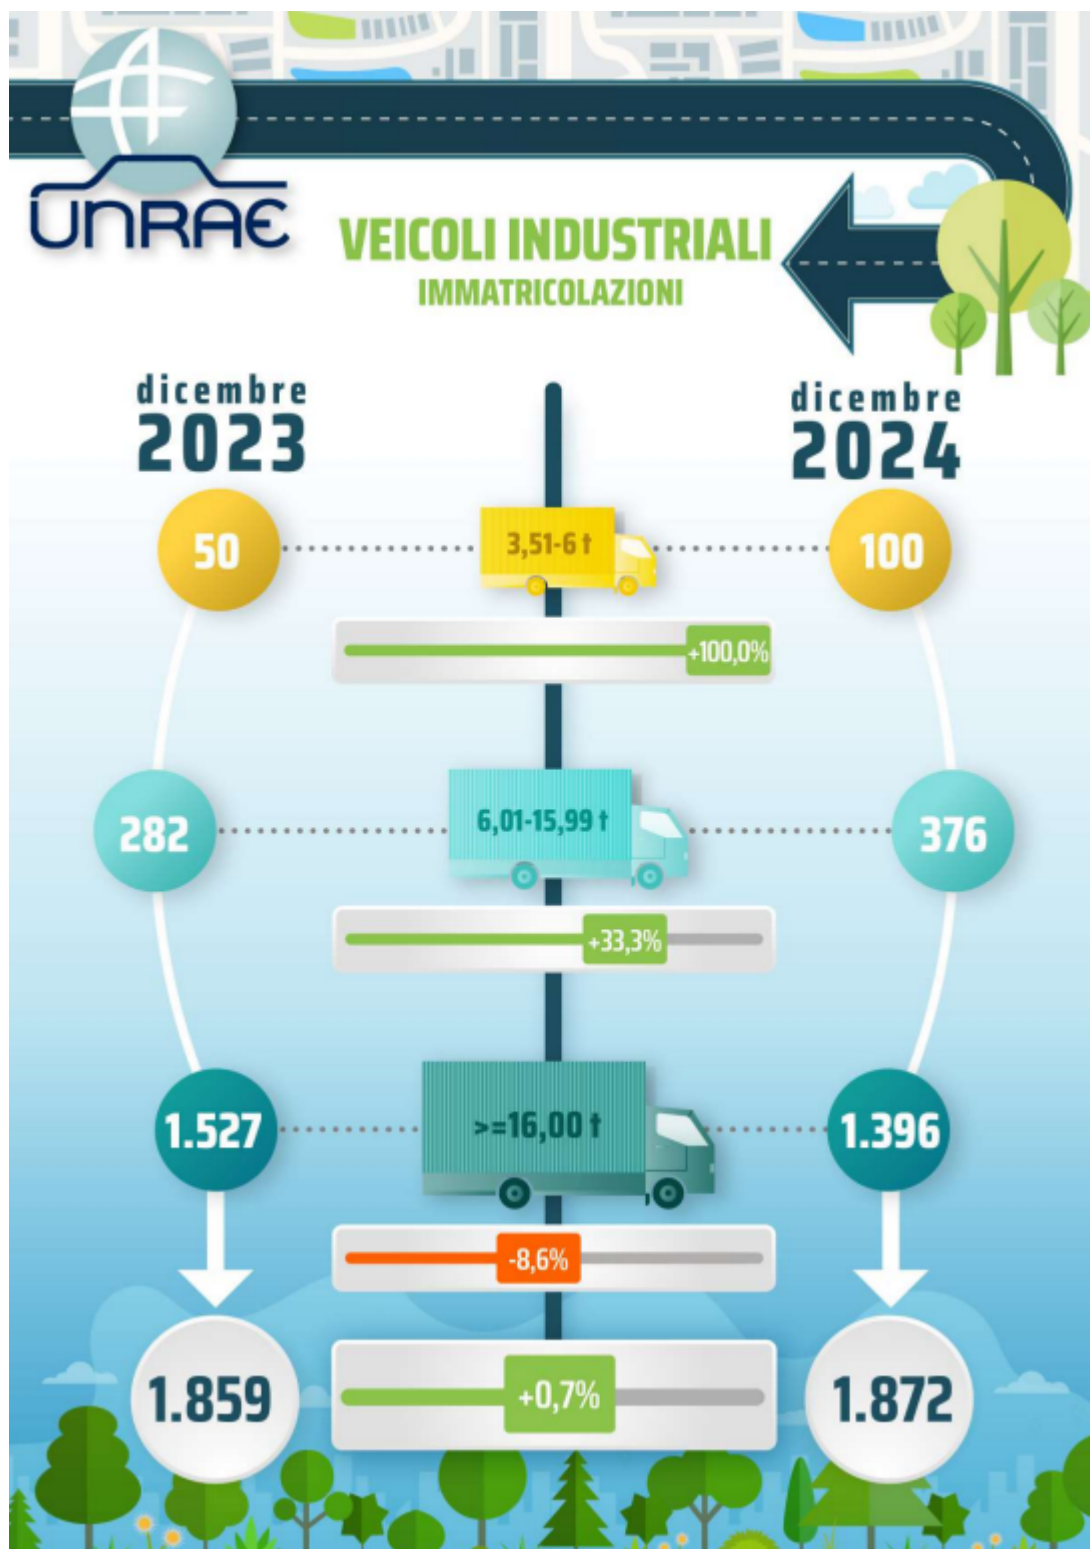 UNRAE
VEICOLI INDUSTRIALI
IMMATRICOLAZIONI
dicembre
2023
dicembre
2024
50
3,51-6 t
100
+100,0%
282
6,01-15,99 t
376
+33,3%
1.527
>=16,00 t
1.396
-8,6%
1.859
+0,7%
1.872